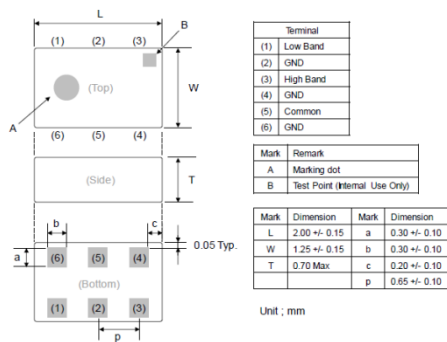 L
B
(1) (2) (3)
(Top)
W
A
(6) (5) (4)
(Side)
T
b
c
0.05 Typ.
a
(6) (5) (4)
(Bottom)
(1) (2) (3)
p
Terminal
(1) Low Band
(2) GND
(3) High Band
(4) GND
(5) Common
(6) GND
Mark Remark
A Marking dot
B Test Point (Internal Use Only)
Mark Dimension Mark Dimension
L 2.00 +/- 0.15 a 0.30 +/- 0.10
W 1.25 +/- 0.15 b 0.30 +/- 0.10
T 0.70 Max c 0.20 +/- 0.10
p 0.65 +/- 0.10
Unit ; mm